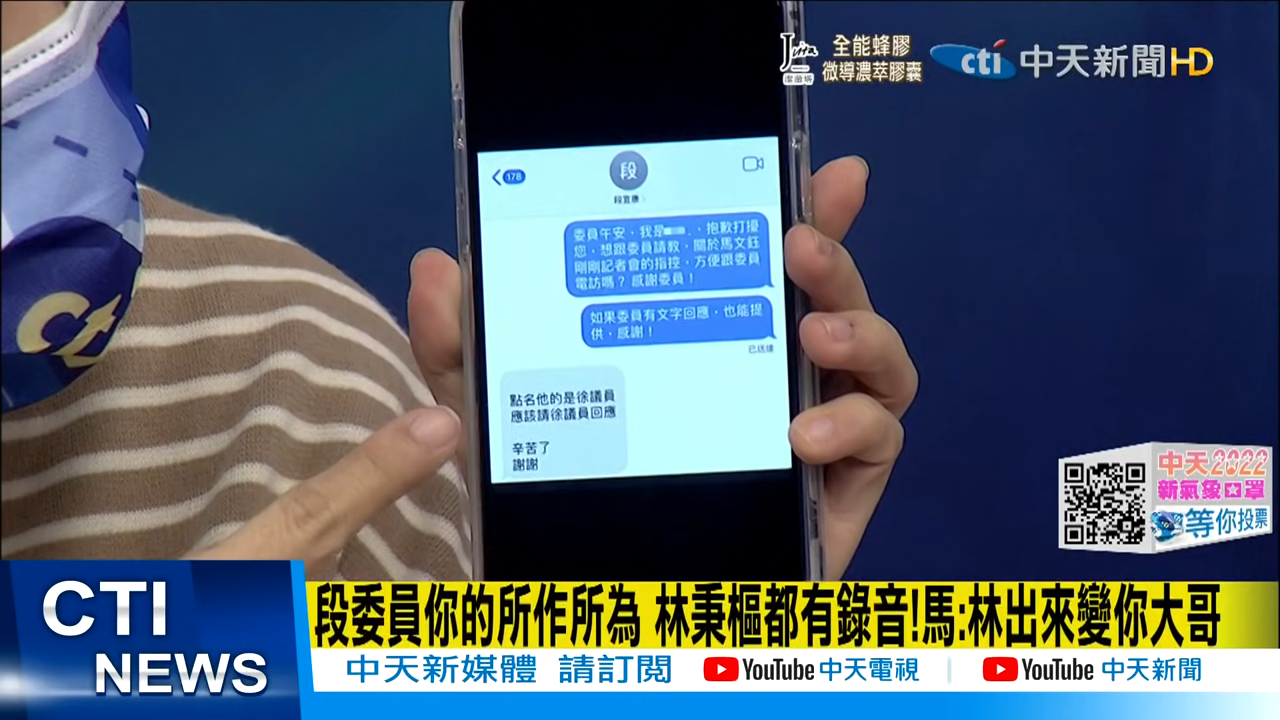 全能蜂膠
微導濃萃膠囊
潔薇塔
cti 中天新聞HD
178
段
段宜康
委員午安，我是 ，抱歉打擾
您，想跟委員請教，關於馬文鈺
剛剛記者會的指控，方便跟委員
電訪嗎？ 感謝委員！
如果委員有文字回應，也能提
供，感謝！
已送達
點名他的是徐議員
應該請徐議員回應
辛苦了
謝謝
cti
中天2022
新氣象口罩
等你投票
CTI
NEWS
段委員你的所作所為 林秉樞都有錄音!馬:林出來變你大哥
中天新媒體 請訂閱 YouTube 中天電視 YouTube 中天新聞